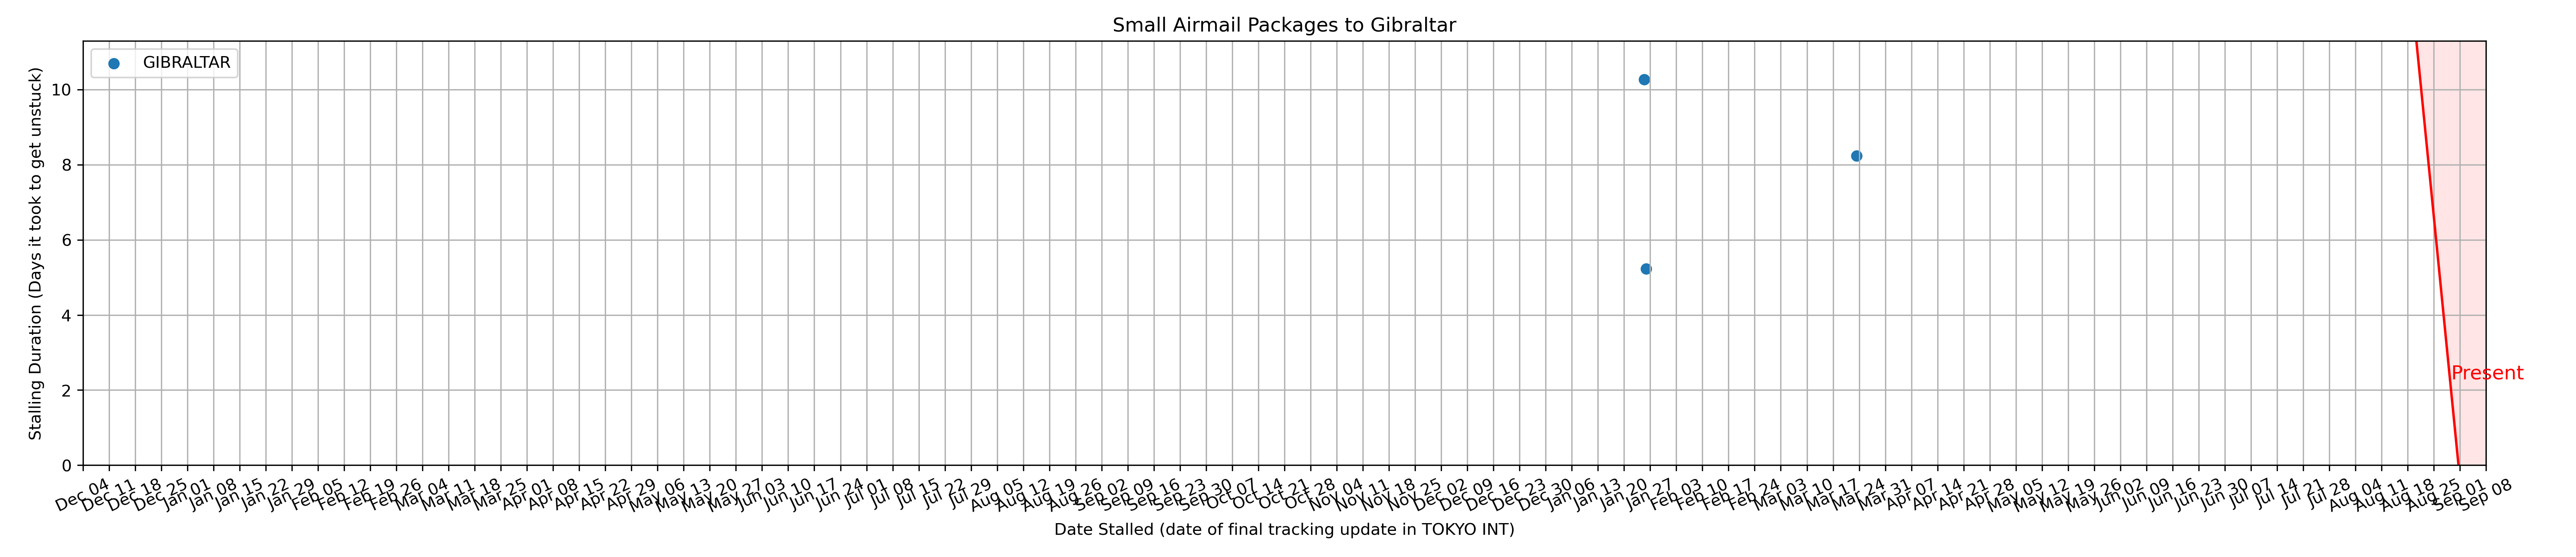 Small Airmail Packages to Gibraltar
GIBRALTAR
Stalling Duration (Days it took to get unstuck)
10
8
6
4
2
0
Present
Dec 04 Dec 11 Dec 18 Dec 25 Jan 01 Jan 08 Jan 15 Jan 22 Jan 29 Feb 05 Feb 12 Feb 19 Feb 26 Mar 04 Mar 11 Mar 18 Mar 25 Apr 01 Apr 08 Apr 15 Apr 22 Apr 29 May 06 May 13 May 20 May 27 Jun 03 Jun 10 Jun 17 Jun 24 Jul 01 Jul 08 Jul 15 Jul 22 Jul 29 Aug 05 Aug 12 Aug 19 Aug 26 Sep 02 Sep 09 Sep 16 Sep 23 Sep 30 Oct 07 Oct 14 Oct 21 Oct 28 Nov 04 Nov 11 Nov 18 Nov 25 Dec 02 Dec 09 Dec 16 Dec 23 Dec 30 Jan 06 Jan 13 Jan 20 Jan 27 Feb 03 Feb 10 Feb 17 Feb 24 Mar 03 Mar 10 Mar 17 Mar 24 Mar 31 Apr 07 Apr 14 Apr 21 Apr 28 May 05 May 12 May 19 May 26 Jun 02 Jun 09 Jun 16 Jun 23 Jun 30 Jul 07 Jul 14 Jul 21 Jul 28 Aug 04 Aug 11 Aug 18 Aug 25 Sep 01 Sep 08
Date Stalled (date of final tracking update in TOKYO INT)